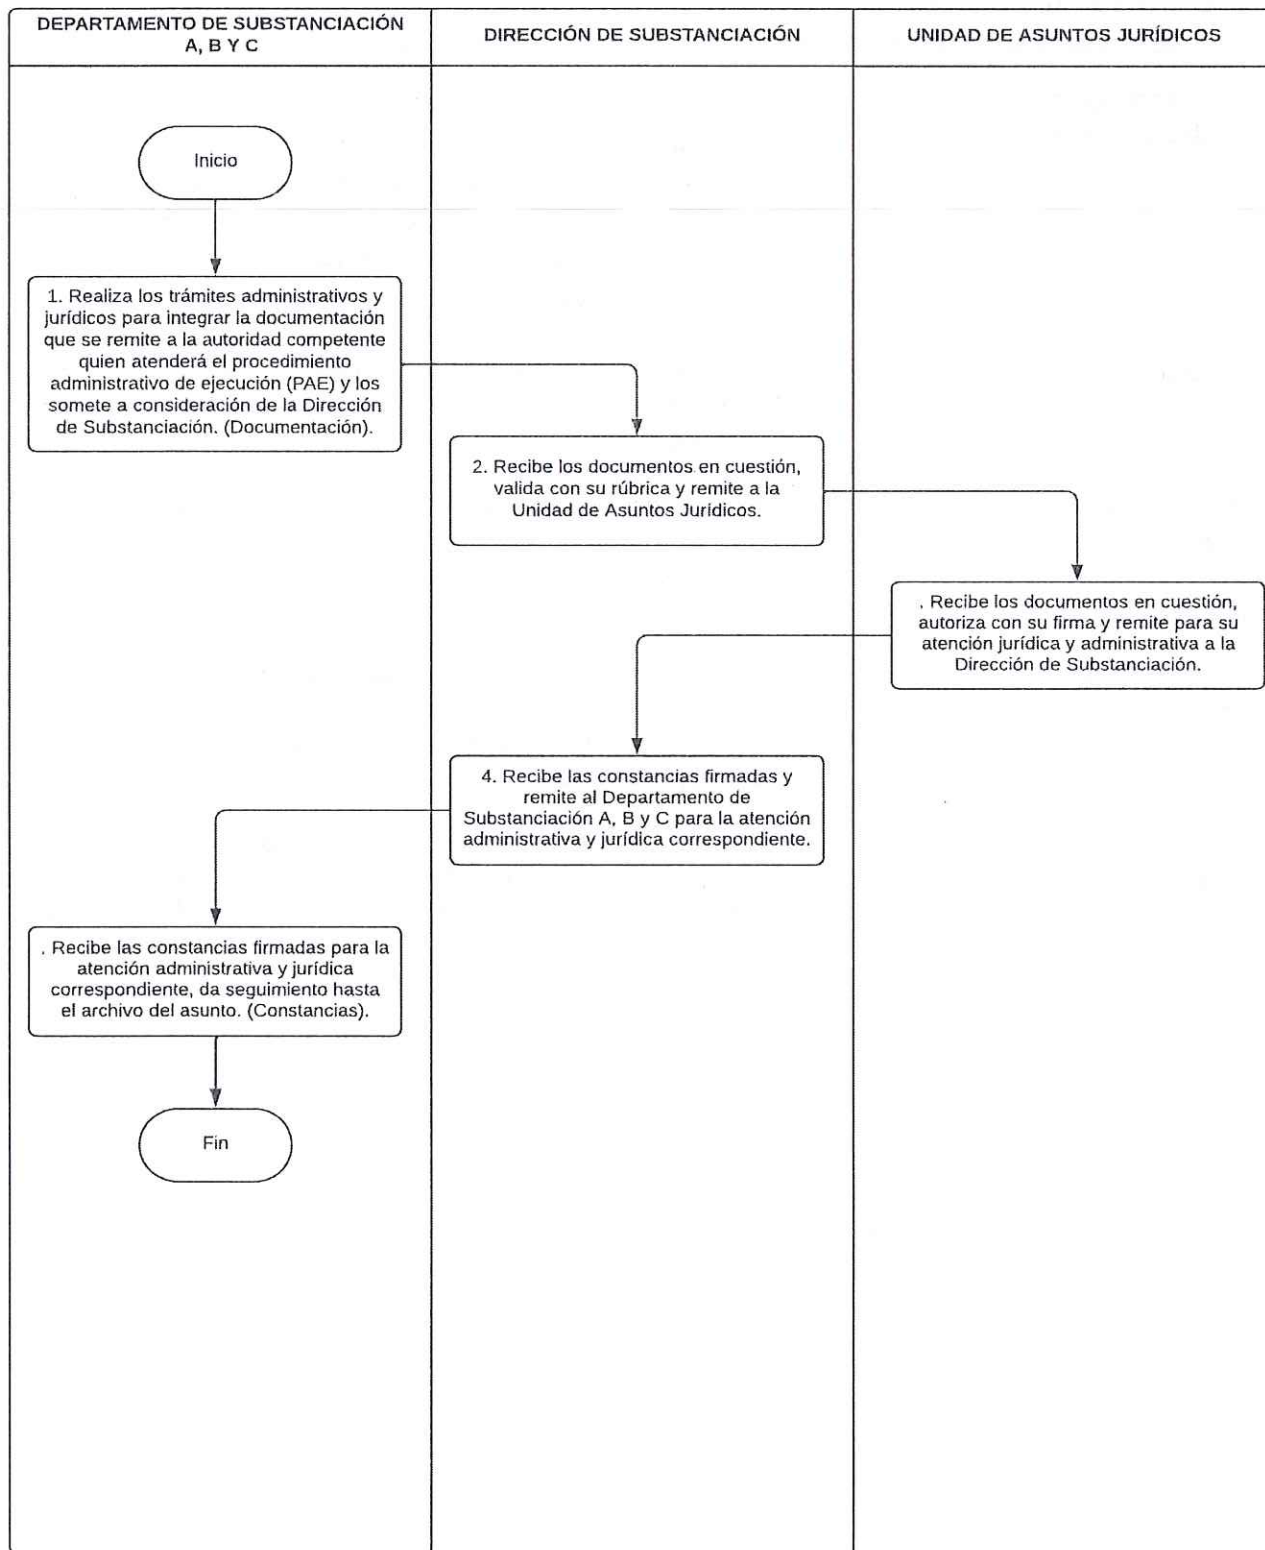 DEPARTAMENTO DE SUBSTANCIACIÓN
A, B Y C
DIRECCIÓN DE SUBSTANCIACIÓN
UNIDAD DE ASUNTOS JURÍDICOS
Inicio
1. Realiza los trámites administrativos y
jurídicos para integrar la documentación
que se remite a la autoridad competente
quien atenderá el procedimiento
administrativo de ejecución (PAE) y los
somete a consideración de la Dirección
de Substanciación. (Documentación).
2. Recibe los documentos en cuestión,
valida con su rúbrica y remite a la
Unidad de Asuntos Jurídicos.
. Recibe los documentos en cuestión,
autoriza con su firma y remite para su
atención jurídica y administrativa a la
Dirección de Substanciación.
4. Recibe las constancias firmadas y
remite al Departamento de
Substanciación A, B y C para la atención
administrativa y jurídica correspondiente.
. Recibe las constancias firmadas para la
atención administrativa y jurídica
correspondiente, da seguimiento hasta
el archivo del asunto. (Constancias).
Fin